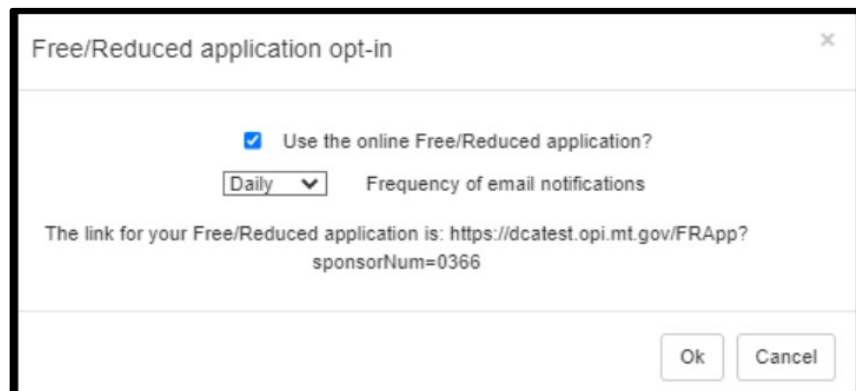 Free/Reduced application opt-in
×
Use the online Free/Reduced application?
Daily Frequency of email notifications
The link for your Free/Reduced application is: https://dcatest.opi.mt.gov/FRApp?
sponsorNum=0366
Ok Cancel